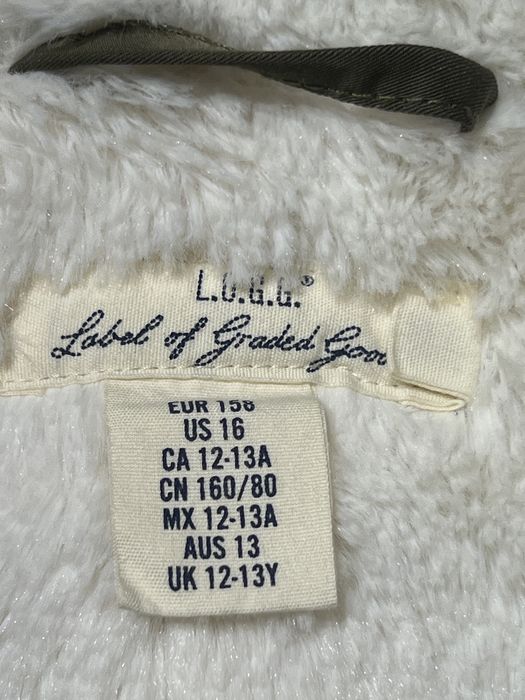 L.O.G.G.®
Label of Graded Goo
EUR 158
US 16
CA 12-13A
CN 160/80
MX 12-13A
AUS 13
UK 12-13Y